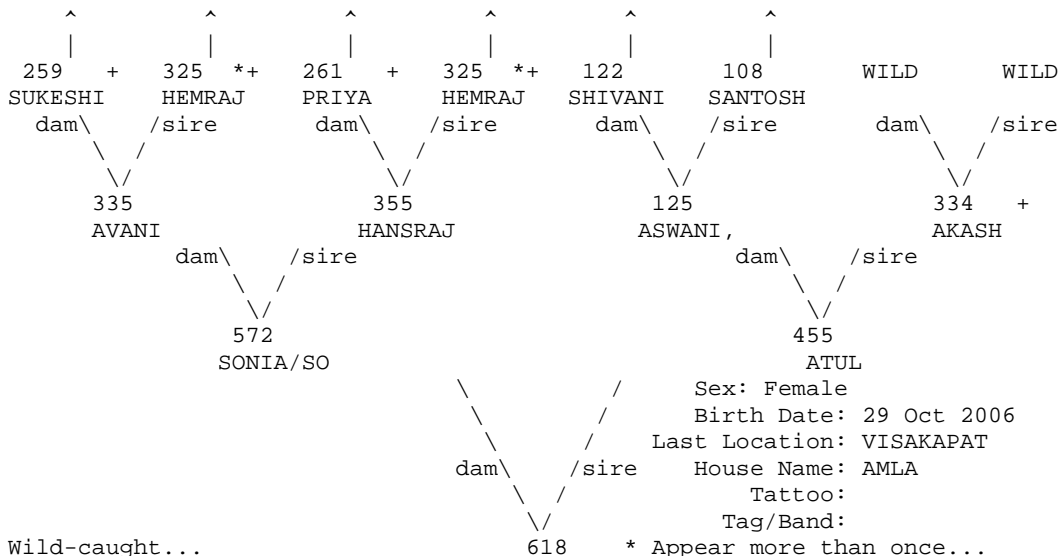 ^ ^ ^ ^ ^ ^
| | | | | |
259 + 325 *+ 261 + 325 *+ 122 108 WILD WILD
SUKESHI HEMRAJ PRIYA HEMRAJ SHIVANI SANTOSH
dam\ /sire dam\ /sire dam\ /sire dam\ /sire
\ / \ / \ / \ /
\/ \/ \/ \/
335 355 125 334 +
AVANI HANSRAJ ASWANI, AKASH
dam\ /sire dam\ /sire
\ / \ /
\/ \/
572 455
SONIA/SO ATUL
\ / Sex: Female
\ / Birth Date: 29 Oct 2006
\ / Last Location: VISAKAPAT
dam\ /sire House Name: AMLA
\ / Tattoo:
\/ Tag/Band:
Wild-caught... 618 * Appear more than once...